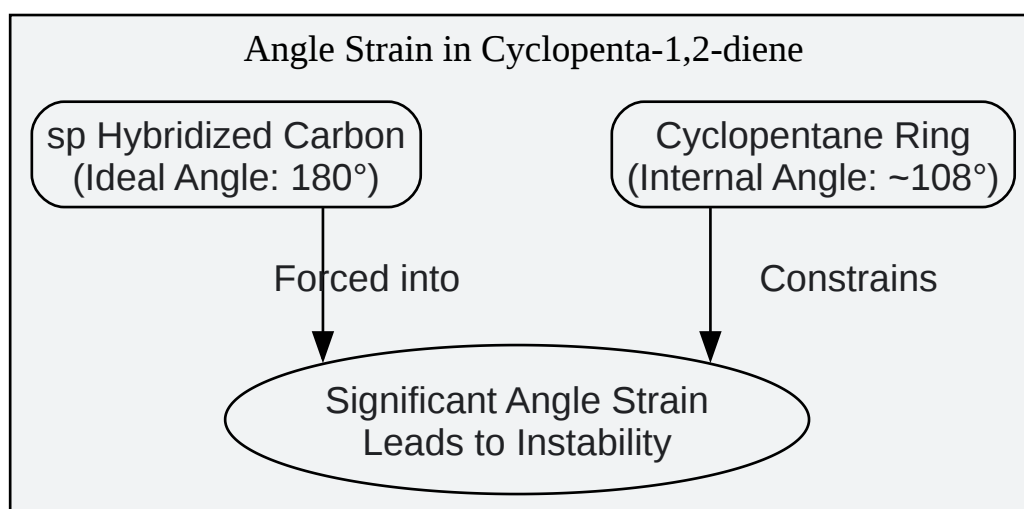 Angle Strain in Cyclopenta-1,2-diene
sp Hybridized Carbon
(Ideal Angle: 180°)
Cyclopentane Ring
(Internal Angle: ~108°)
Forced into
Constrains
Significant Angle Strain
Leads to Instability